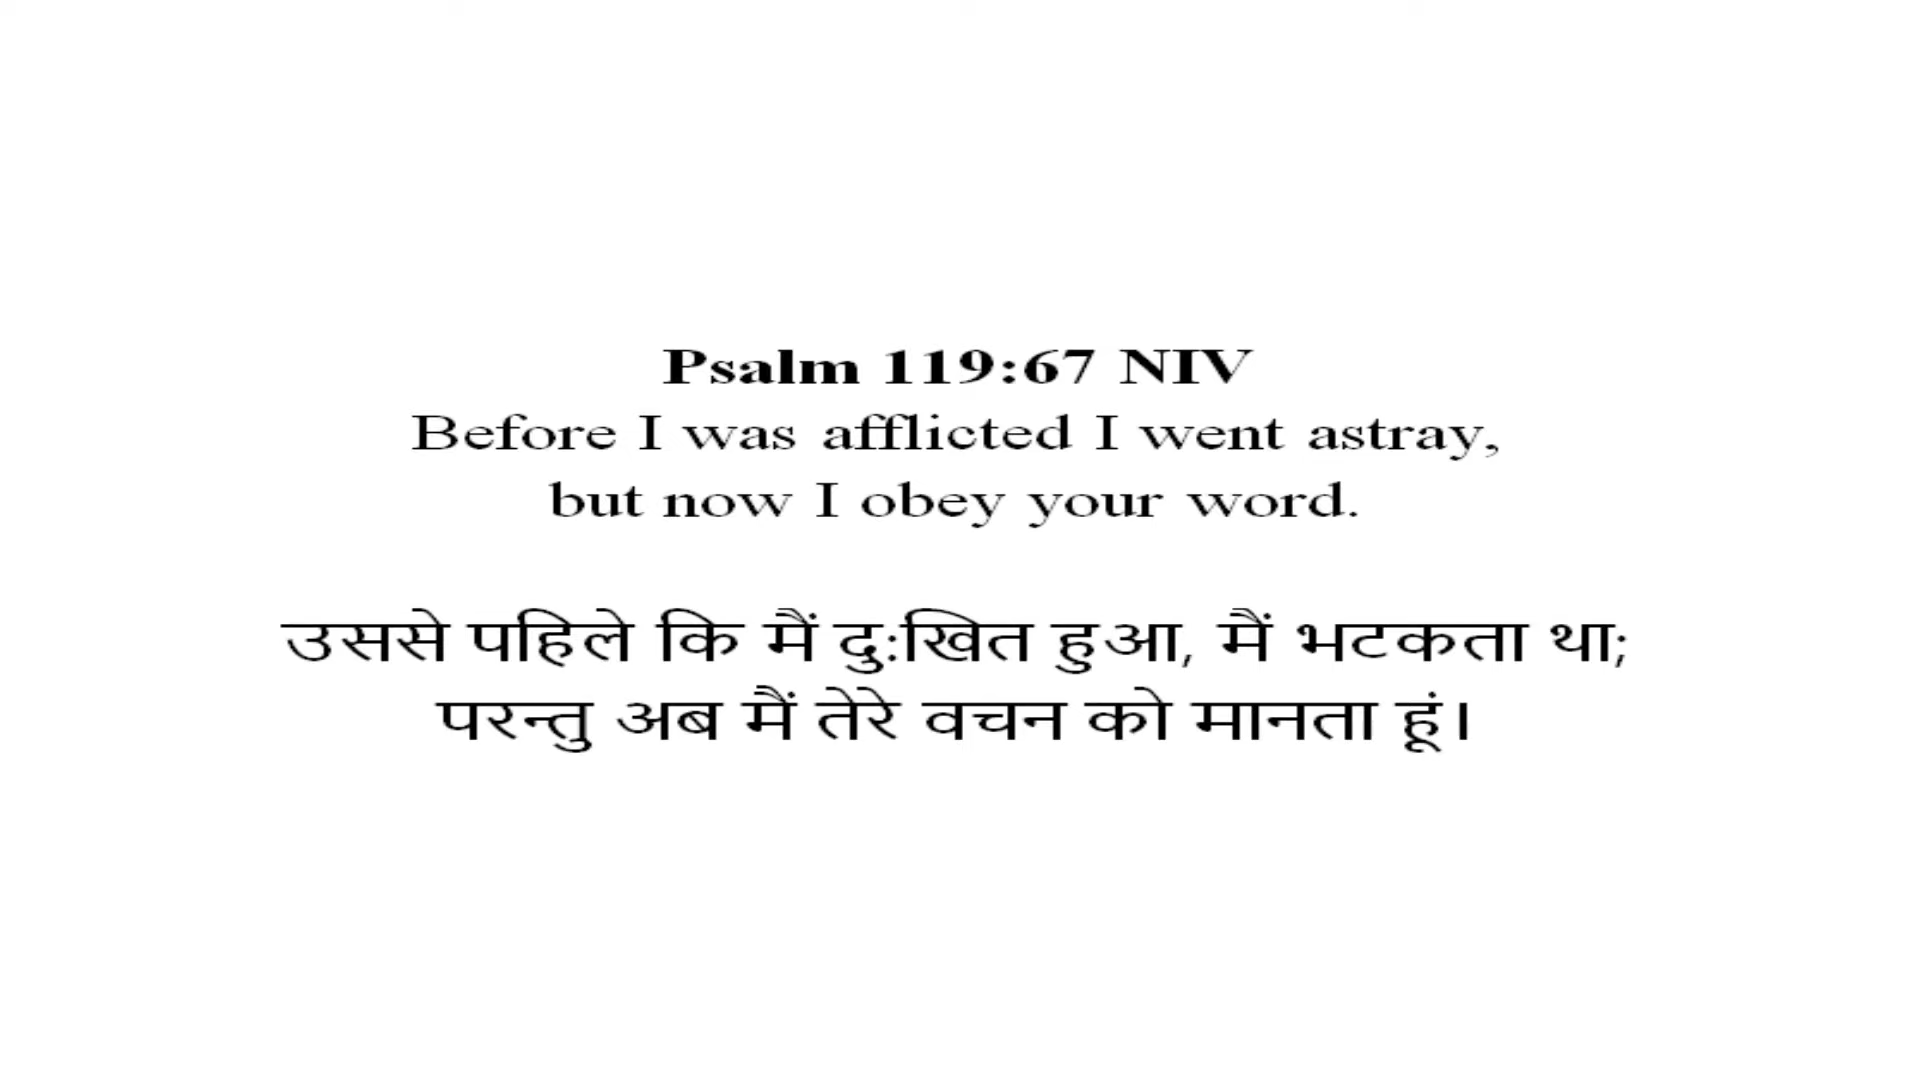 Psalm 119:67 NIV
Before I was afflicted I went astray,
but now I obey your word.
उससे पहिले कि मैं दु:खित हुआ, मैं भटकता था;
परन्तु अब मैं तेरे वचन को मानता हूं।